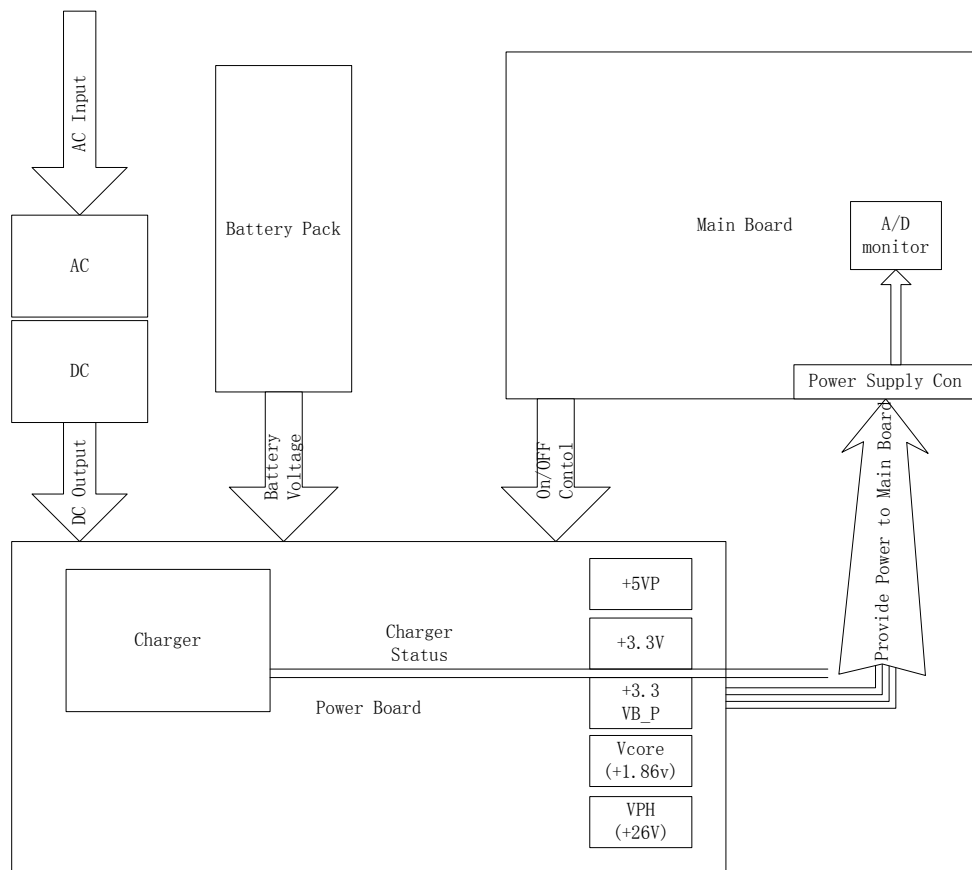 AC Input
AC
DC
DC Output
Battery Pack
Battery
Voltage
Main Board
A/D
monitor
Power Supply Con
On/OFF
Contol
Provide Power to Main Board
Charger
Charger
Status
Power Board
+5VP
+3.3V
+3.3
VB_P
Vcore
(+1.86v)
VPH
(+26V)